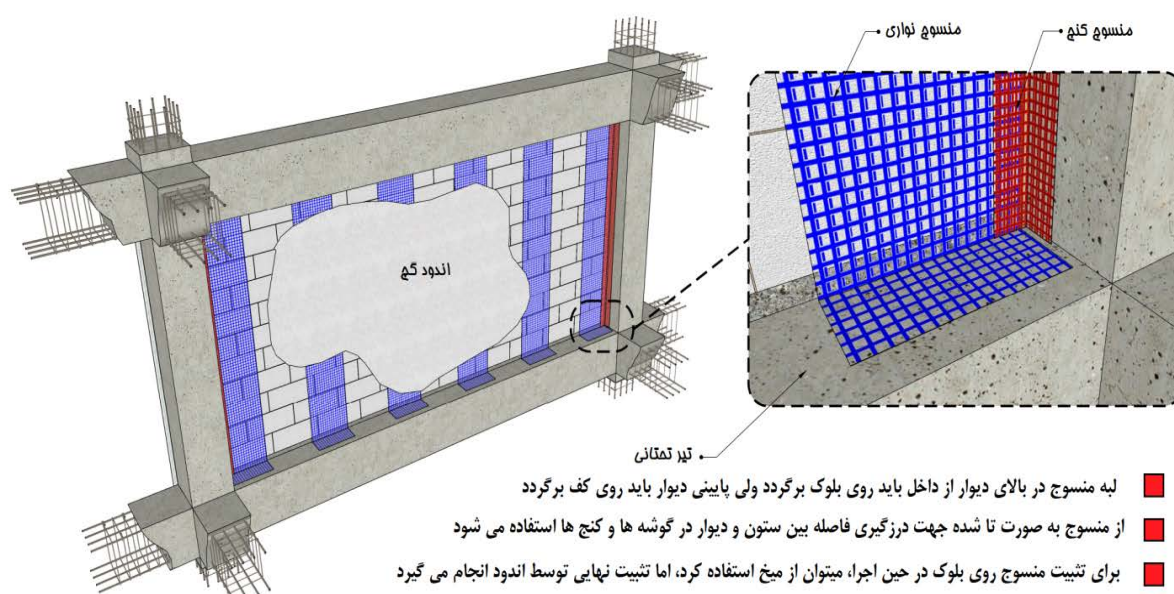 منسوج نواری
منسوج کنج
اندود گچ
تیر تحتانی
لبه منسوج در بالای دیوار از داخل باید روی بلوک برگردد ولی پایینی دیوار باید روی کف برگردد
از منسوج به صورت تا شده جهت درزگیری فاصله بین ستون و دیوار در گوشه ها و کنج ها استفاده می شود
برای تثبیت منسوج روی بلوک در حین اجرا، میتوان از میخ استفاده کرد، اما تثبیت نهایی توسط اندود انجام می گیرد